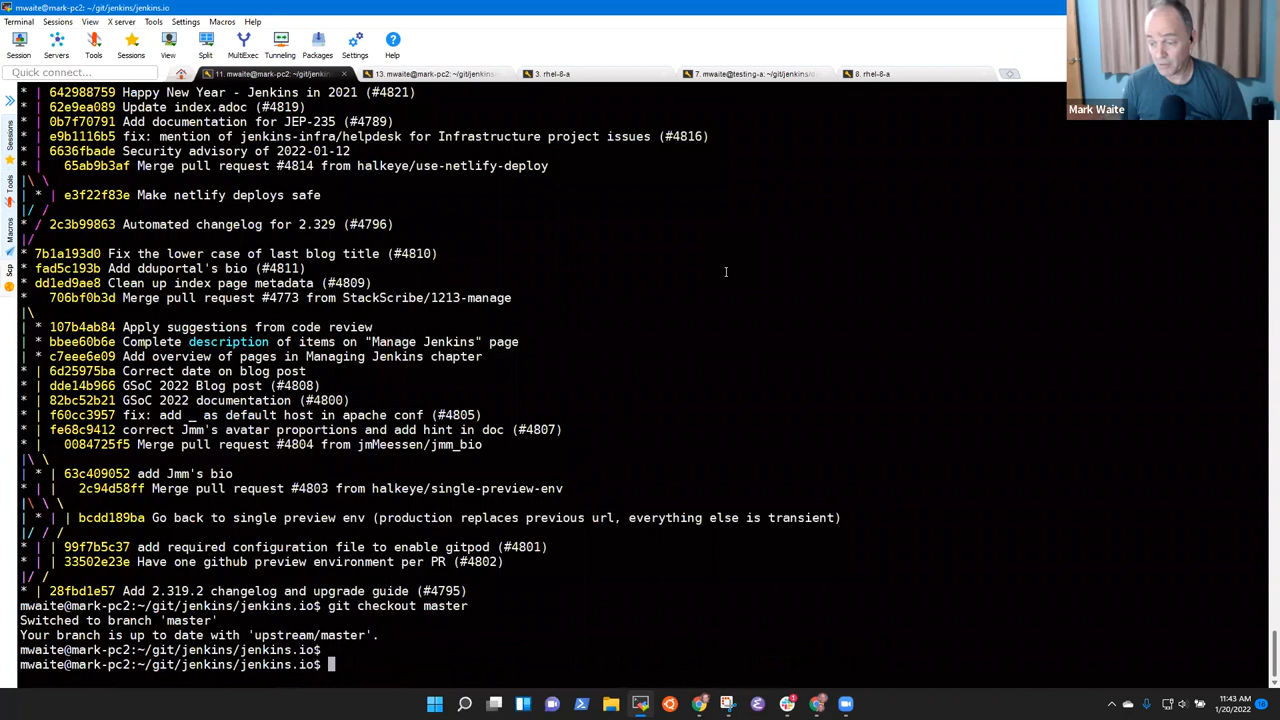 mwaite@mark-pc2: ~/git/jenkins/jenkins.io
Terminal Sessions View X server Tools Settings Macros Help
Session Servers Tools Sessions View Split MultiExec Tunneling Packages Settings Help
Quick connect...
11. mwaite@mark-pc2: ~/git/jenkin
13. mwaite@mark-pc2: ~/git/jenkins
3. rhel-8-a
7. mwaite@testing-a: ~/git/jenkins/
8. rhel-8-a
Mark Waite
Sessions
Tools
Macros
Scp
* | 642988759 Happy New Year - Jenkins in 2021 (#4821)
* | 62e9ea089 Update index.adoc (#4819)
* | 0b7f70791 Add documentation for JEP-235 (#4789)
* | e9b1116b5 fix: mention of jenkins-infra/helpdesk for Infrastructure project issues (#4816)
* | 6636fbade Security advisory of 2022-01-12
* | 65ab9b3af Merge pull request #4814 from halkeye/use-netlify-deploy
|\ \
| * | e3f22f83e Make netlify deploys safe
|/ /
* / 2c3b99863 Automated changelog for 2.329 (#4796)
|/
* 7b1a193d0 Fix the lower case of last blog title (#4810)
* fad5c193b Add dduportal's bio (#4811)
* dd1ed9ae8 Clean up index page metadata (#4809)
* 706bf0b3d Merge pull request #4773 from StackScribe/1213-manage
|\
| * 107b4ab84 Apply suggestions from code review
| * bbee60b6e Complete description of items on "Manage Jenkins" page
| * c7eee6e09 Add overview of pages in Managing Jenkins chapter
* | 6d25975ba Correct date on blog post
* | dde14b966 GSoC 2022 Blog post (#4808)
* | 82bc52b21 GSoC 2022 documentation (#4800)
* | f60cc3957 fix: add _ as default host in apache conf (#4805)
* | fe68c9412 correct Jmm's avatar proportions and add hint in doc (#4807)
* | 0084725f5 Merge pull request #4804 from jmMeessen/jmm_bio
|\ \
| * | 63c409052 add Jmm's bio
* | | 2c94d58ff Merge pull request #4803 from halkeye/single-preview-env
|\ \ \
| * | | bcdd189ba Go back to single preview env (production replaces previous url, everything else is transient)
|/ / /
* | | 99f7b5c37 add required configuration file to enable gitpod (#4801)
* | | 33502e23e Have one github preview environment per PR (#4802)
|/ /
* | 28fbd1e57 Add 2.319.2 changelog and upgrade guide (#4795)
mwaite@mark-pc2:~/git/jenkins/jenkins.io$ git checkout master
Switched to branch 'master'
Your branch is up to date with 'upstream/master'.
mwaite@mark-pc2:~/git/jenkins/jenkins.io$
mwaite@mark-pc2:~/git/jenkins/jenkins.io$
11:43 AM
1/20/2022